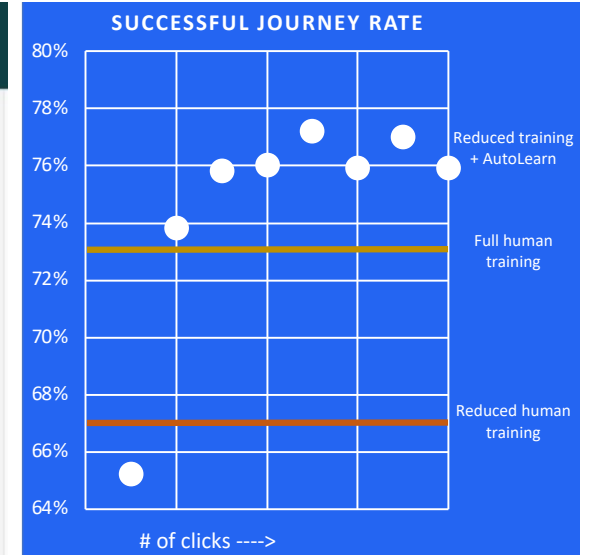 SUCCESSFUL JOURNEY RATE
80%
78%
76%
74%
72%
70%
68%
66%
64%
Reduced training
+ AutoLearn
Full human
training
Reduced human
training
# of clicks ---->